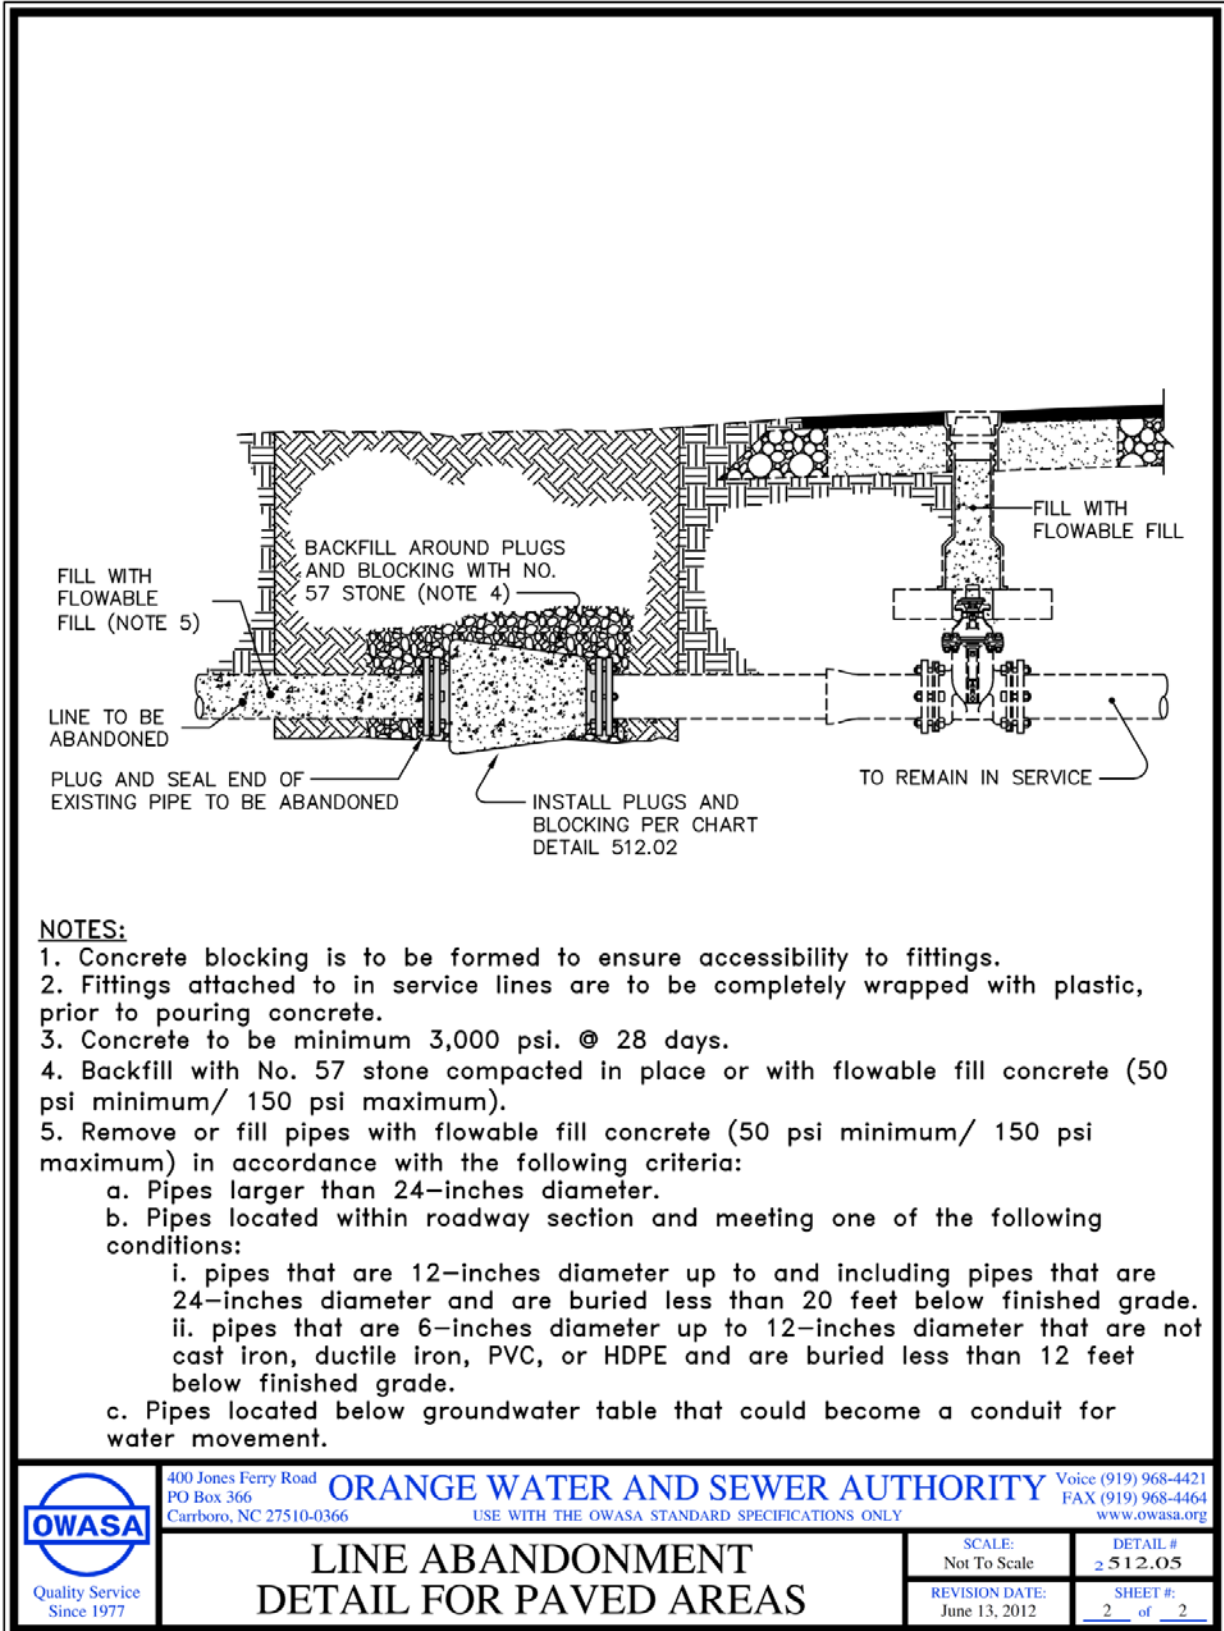 FILL WITH
FLOWABLE FILL
BACKFILL AROUND PLUGS
AND BLOCKING WITH NO.
57 STONE (NOTE 4)
FILL WITH
FLOWABLE
FILL (NOTE 5)
LINE TO BE
ABANDONED
PLUG AND SEAL END OF
EXISTING PIPE TO BE ABANDONED
INSTALL PLUGS AND
BLOCKING PER CHART
DETAIL 512.02
TO REMAIN IN SERVICE
NOTES:
1. Concrete blocking is to be formed to ensure accessibility to fittings.
2. Fittings attached to in service lines are to be completely wrapped with plastic,
prior to pouring concrete.
3. Concrete to be minimum 3,000 psi. @ 28 days.
4. Backfill with No. 57 stone compacted in place or with flowable fill concrete (50
psi minimum/ 150 psi maximum).
5. Remove or fill pipes with flowable fill concrete (50 psi minimum/ 150 psi
maximum) in accordance with the following criteria:
a. Pipes larger than 24-inches diameter.
b. Pipes located within roadway section and meeting one of the following
conditions:
i. pipes that are 12-inches diameter up to and including pipes that are
24-inches diameter and are buried less than 20 feet below finished grade.
ii. pipes that are 6-inches diameter up to 12-inches diameter that are not
cast iron, ductile iron, PVC, or HDPE and are buried less than 12 feet
below finished grade.
c. Pipes located below groundwater table that could become a conduit for
water movement.
OWASA
Quality Service
Since 1977
400 Jones Ferry Road
PO Box 366
Carrboro, NC 27510-0366
ORANGE WATER AND SEWER AUTHORITY
USE WITH THE OWASA STANDARD SPECIFICATIONS ONLY
Voice (919) 968-4421
FAX (919) 968-4464
www.owasa.org
LINE ABANDONMENT
DETAIL FOR PAVED AREAS
SCALE:
Not To Scale
DETAIL #
2 512.05
REVISION DATE:
June 13, 2012
SHEET #:
2 of 2